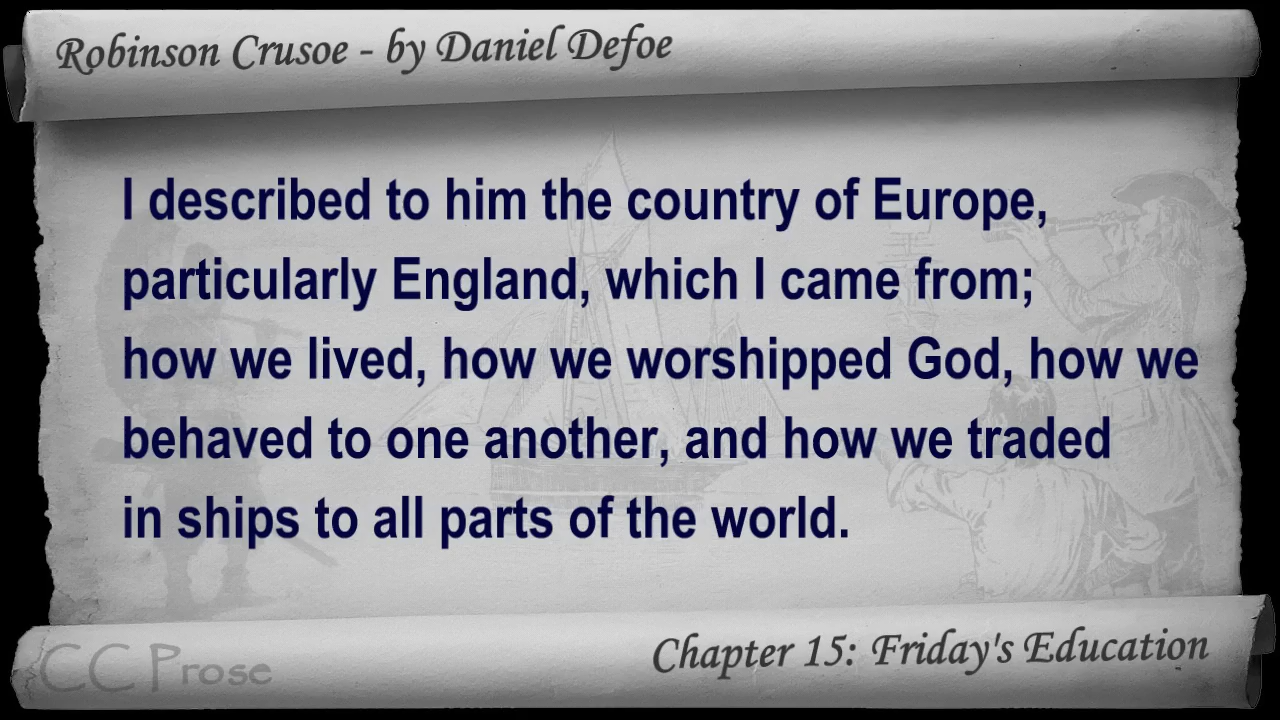 Robinson Crusoe - by Daniel Defoe
I described to him the country of Europe,
particularly England, which I came from;
how we lived, how we worshipped God, how we
behaved to one another, and how we traded
in ships to all parts of the world.
Chapter 15: Friday's Education
CC Prose